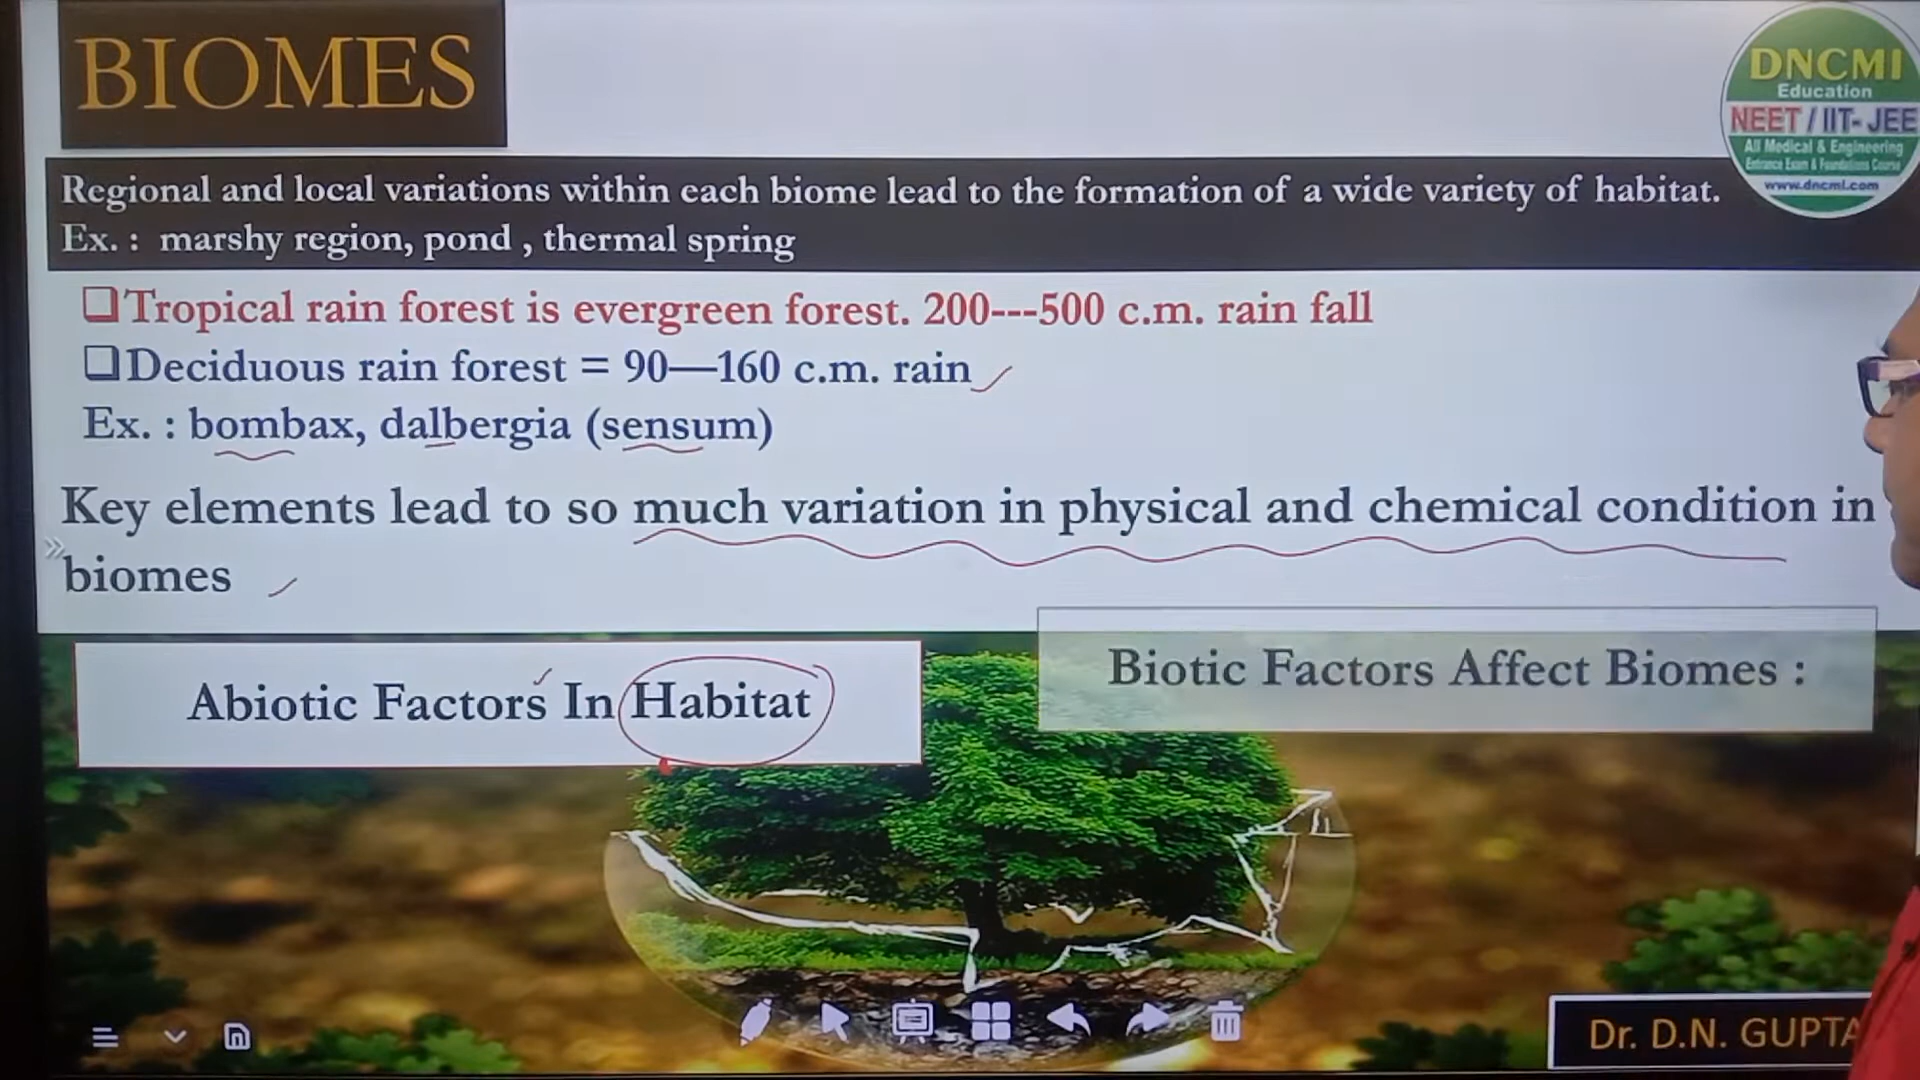 BIOMES
DNCMI
Education
NEET / IIT-JEE
All Medical & Engineering
Entrance Exam & Foundations Course
www.dncmi.com
Regional and local variations within each biome lead to the formation of a wide variety of habitat.
Ex. : marshy region, pond , thermal spring
Tropical rain forest is evergreen forest. 200---500 c.m. rain fall
Deciduous rain forest = 90—160 c.m. rain
Ex. : bombax, dalbergia (sensum)
Key elements lead to so much variation in physical and chemical condition in
biomes
Abiotic Factors In Habitat
Biotic Factors Affect Biomes :
Dr. D.N. GUPTA